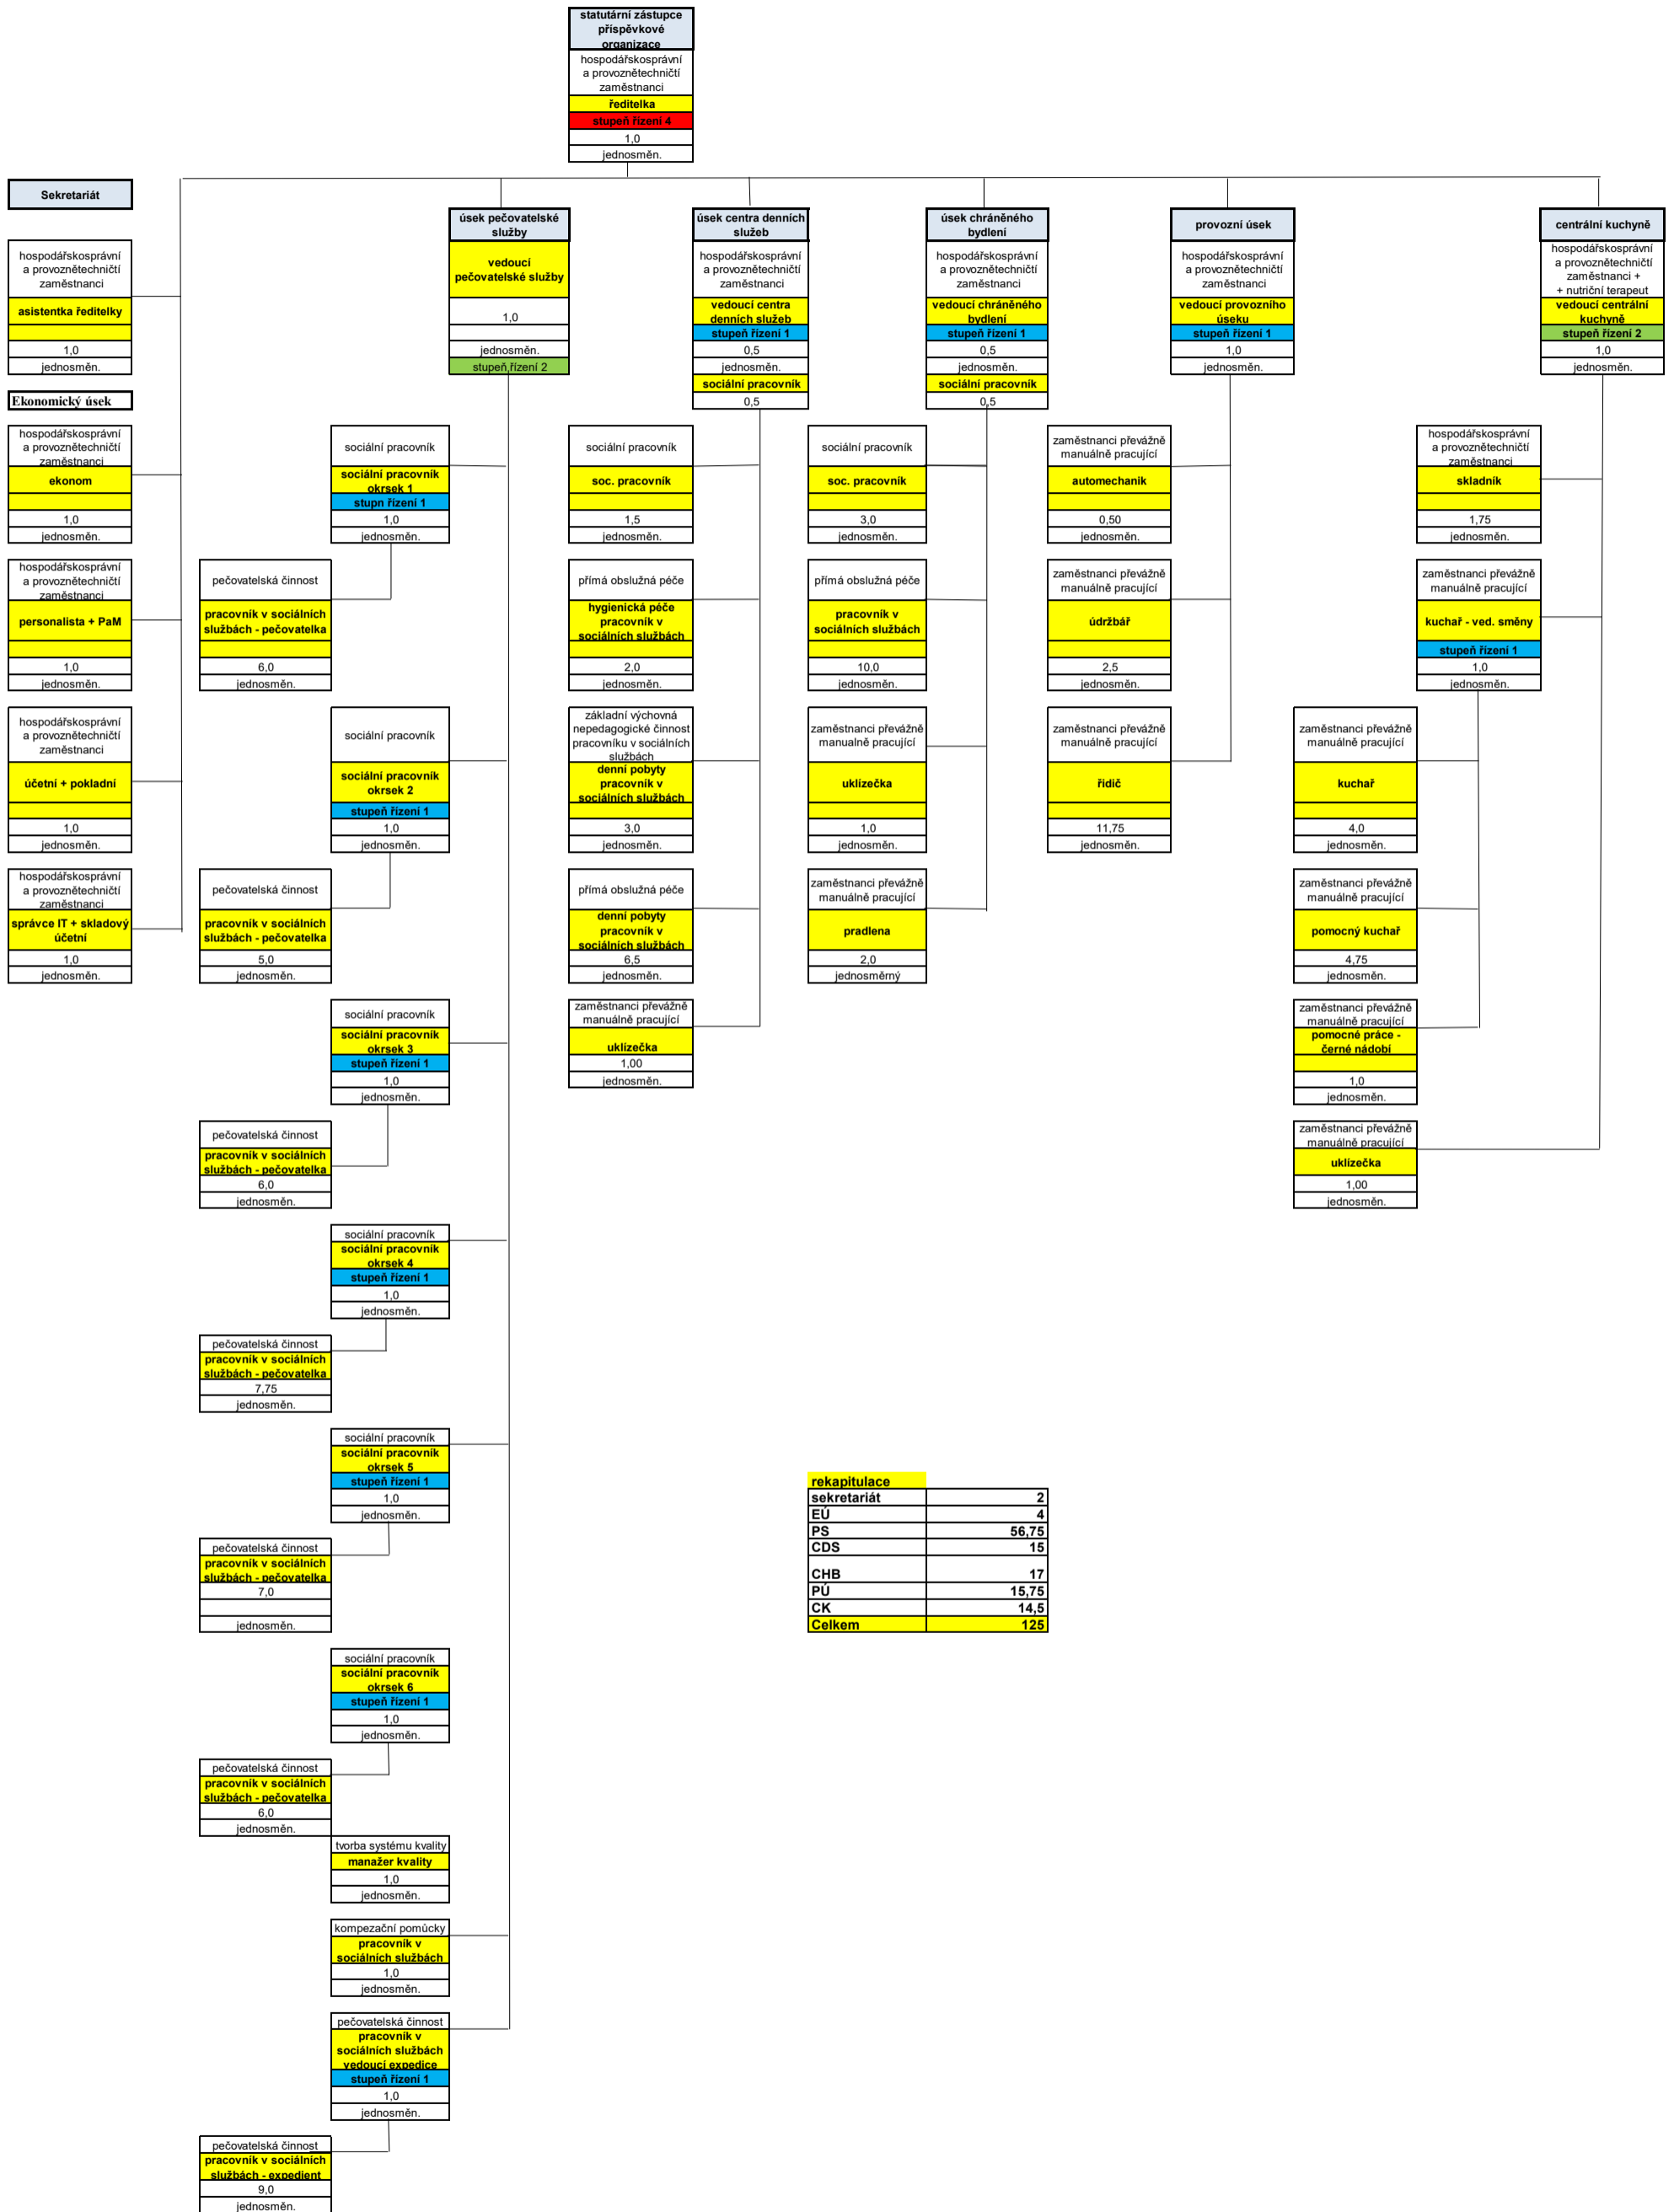 statutární zástupce
příspěvkové
organizace
hospodářskosprávní
a provoznětechničtí
zaměstnanci
ředitelka
stupeň řízení 4
1,0
jednosměn.
Sekretariát
hospodářskosprávní
a provoznětechničtí
zaměstnanci
asistentka ředitelky
1,0
jednosměn.
Ekonomický úsek
hospodářskosprávní
a provoznětechničtí
zaměstnanci
ekonom
1,0
jednosměn.
hospodářskosprávní
a provoznětechničtí
zaměstnanci
personalista + PaM
1,0
jednosměn.
hospodářskosprávní
a provoznětechničtí
zaměstnanci
účetní + pokladní
1,0
jednosměn.
hospodářskosprávní
a provoznětechničtí
zaměstnanci
správce IT + skladový
účetní
1,0
jednosměn.
úsek pečovatelské
služby
vedoucí
pečovatelské služby
1,0
jednosměn.
stupeň řízení 2
sociální pracovník
sociální pracovník
okrsek 1
stupn řízení 1
1,0
jednosměn.
pečovatelská činnost
pracovník v sociálních
službách - pečovatelka
6,0
jednosměn.
sociální pracovník
sociální pracovník
okrsek 2
stupeň řízení 1
1,0
jednosměn.
pečovatelská činnost
pracovník v sociálních
službách - pečovatelka
5,0
jednosměn.
sociální pracovník
sociální pracovník
okrsek 3
stupeň řízení 1
1,0
jednosměn.
pečovatelská činnost
pracovník v sociálních
službách - pečovatelka
6,0
jednosměn.
sociální pracovník
sociální pracovník
okrsek 4
stupeň řízení 1
1,0
jednosměn.
pečovatelská činnost
pracovník v sociálních
službách - pečovatelka
7,75
jednosměn.
sociální pracovník
sociální pracovník
okrsek 5
stupeň řízení 1
1,0
jednosměn.
pečovatelská činnost
pracovník v sociálních
službách - pečovatelka
7,0
jednosměn.
sociální pracovník
sociální pracovník
okrsek 6
stupeň řízení 1
1,0
jednosměn.
pečovatelská činnost
pracovník v sociálních
službách - pečovatelka
6,0
jednosměn.
tvorba systému kvality
manažer kvality
1,0
jednosměn.
kompezační pomůcky
pracovník v
sociálních službách
1,0
jednosměn.
pečovatelská činnost
pracovník v
sociálních službách
vedoucí expedice
stupeň řízení 1
1,0
jednosměn.
pečovatelská činnost
pracovník v sociálních
službách - expedient
9,0
jednosměn.
úsek centra denních
služeb
hospodářskosprávní
a provoznětechničtí
zaměstnanci
vedoucí centra
denních služeb
stupeň řízení 1
0,5
jednosměn.
sociální pracovník
0,5
sociální pracovník
soc. pracovník
1,5
jednosměn.
přímá obslužná péče
hygienická péče
pracovník v
sociálních službách
2,0
jednosměn.
základní výchovná
nepedagogické činnost
pracovníku v sociálních
službách
denní pobyty
pracovník v
sociálních službách
3,0
jednosměn.
přímá obslužná péče
denní pobyty
pracovník v
sociálních službách
6,5
jednosměn.
zaměstnanci převážně
manuálně pracující
uklízečka
1,00
jednosměn.
úsek chráněného
bydlení
hospodářskosprávní
a provoznětechničtí
zaměstnanci
vedoucí chráněného
bydlení
stupeň řízení 1
0,5
jednosměn.
sociální pracovník
0,5
sociální pracovník
soc. pracovník
3,0
jednosměn.
přímá obslužná péče
pracovník v
sociálních službách
10,0
jednosměn.
zaměstnanci převážně
manualně pracující
uklízečka
1,0
jednosměn.
zaměstnanci převážně
manuálně pracující
pradlena
2,0
jednosměrný
provozní úsek
hospodářskosprávní
a provoznětechničtí
zaměstnanci
vedoucí provozního
úseku
stupeň řízení 1
1,0
jednosměn.
zaměstnanci převážně
manuálně pracující
automechanik
0,50
jednosměn.
zaměstnanci převážně
manuálně pracující
údržbář
2,5
jednosměn.
zaměstnanci převážně
manuálně pracující
řidič
11,75
jednosměn.
centrální kuchyně
hospodářskosprávní
a provoznětechničtí
zaměstnanci +
+ nutriční terapeut
vedoucí centrální
kuchyně
stupeň řízení 2
1,0
jednosměn.
hospodářskosprávní
a provoznětechničtí
zaměstnanci
skladník
1,75
jednosměn.
zaměstnanci převážně
manuálně pracující
kuchař - ved. směny
stupeň řízení 1
1,0
jednosměn.
zaměstnanci převážně
manuálně pracující
kuchař
4,0
jednosměn.
zaměstnanci převážně
manuálně pracující
pomocný kuchař
4,75
jednosměn.
zaměstnanci převážně
manuálně pracující
pomocné práce -
černé nádobí
1,0
jednosměn.
zaměstnanci převážně
manuálně pracující
uklízečka
1,00
jednosměn.
rekapitulace
sekretariát 2
EÚ 4
PS 56,75
CDS 15
CHB 17
PÚ 15,75
CK 14,5
Celkem 125